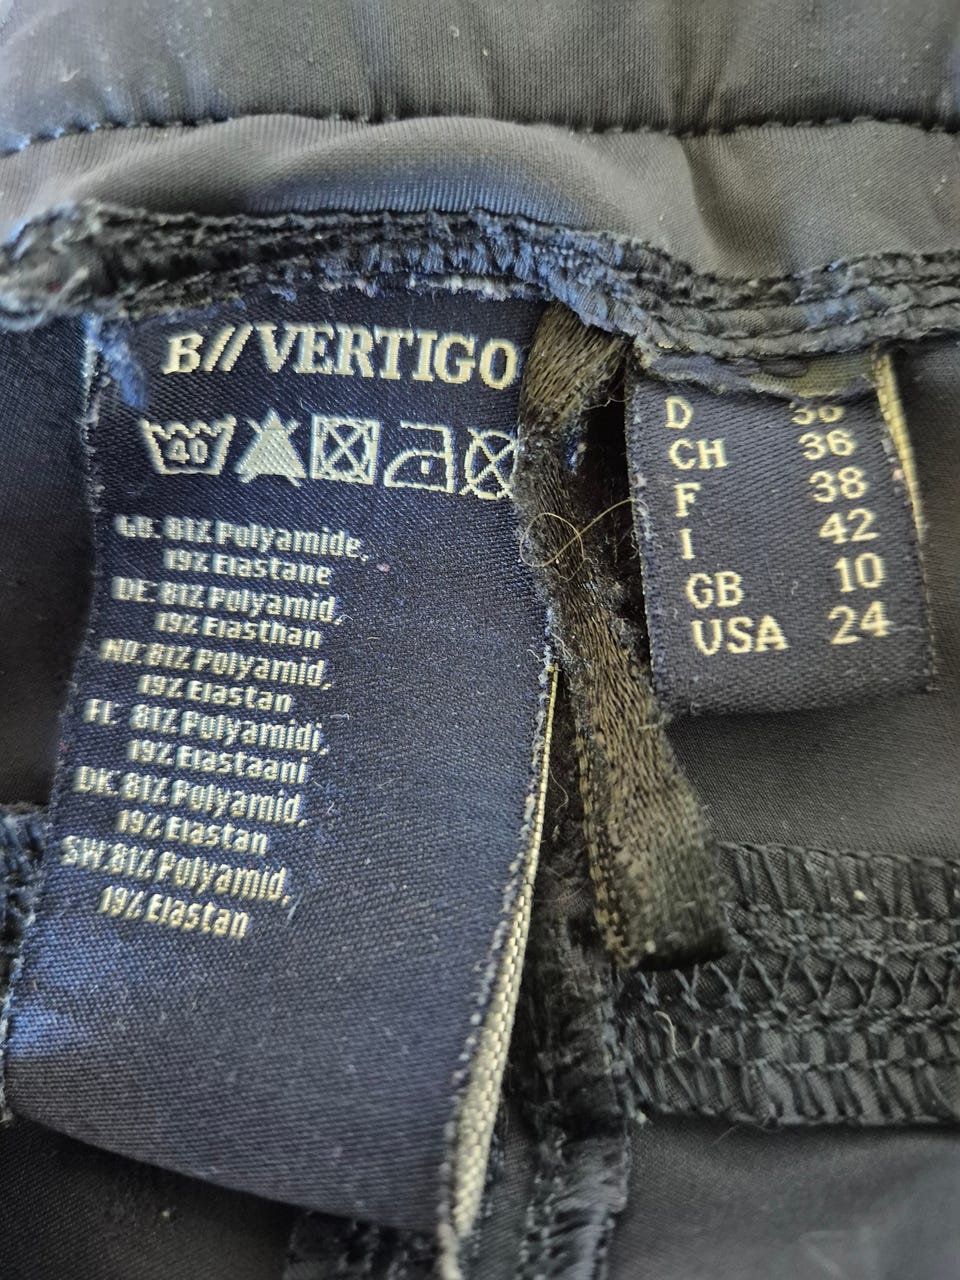 B//VERTIGO
40
GB: 81% Polyamide,
19% Elastane
DE: 81% Polyamid,
19% Elasthan
NO: 81% Polyamid,
19% Elastan
FI: 81% Polyamidi,
19% Elastaani
DK: 81% Polyamid,
19% Elastan
SW: 81% Polyamid,
19% Elastan
D 36
CH 36
F 38
I 42
GB 10
USA 24